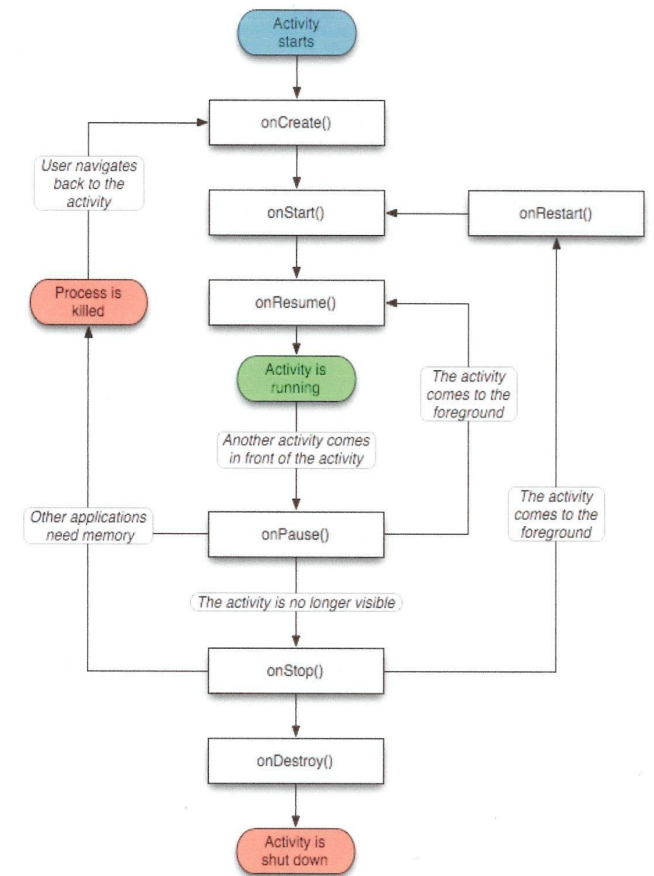 Activity
starts
onCreate()
User navigates
back to the
activity
onStart()
onRestart()
Process is
killed
onResume()
Activity is
running
The activity
comes to the
foreground
Another activity comes
in front of the activity
Other applications
need memory
onPause()
The activity
comes to the
foreground
The activity is no longer visible
onStop()
onDestroy()
Activity is
shut down